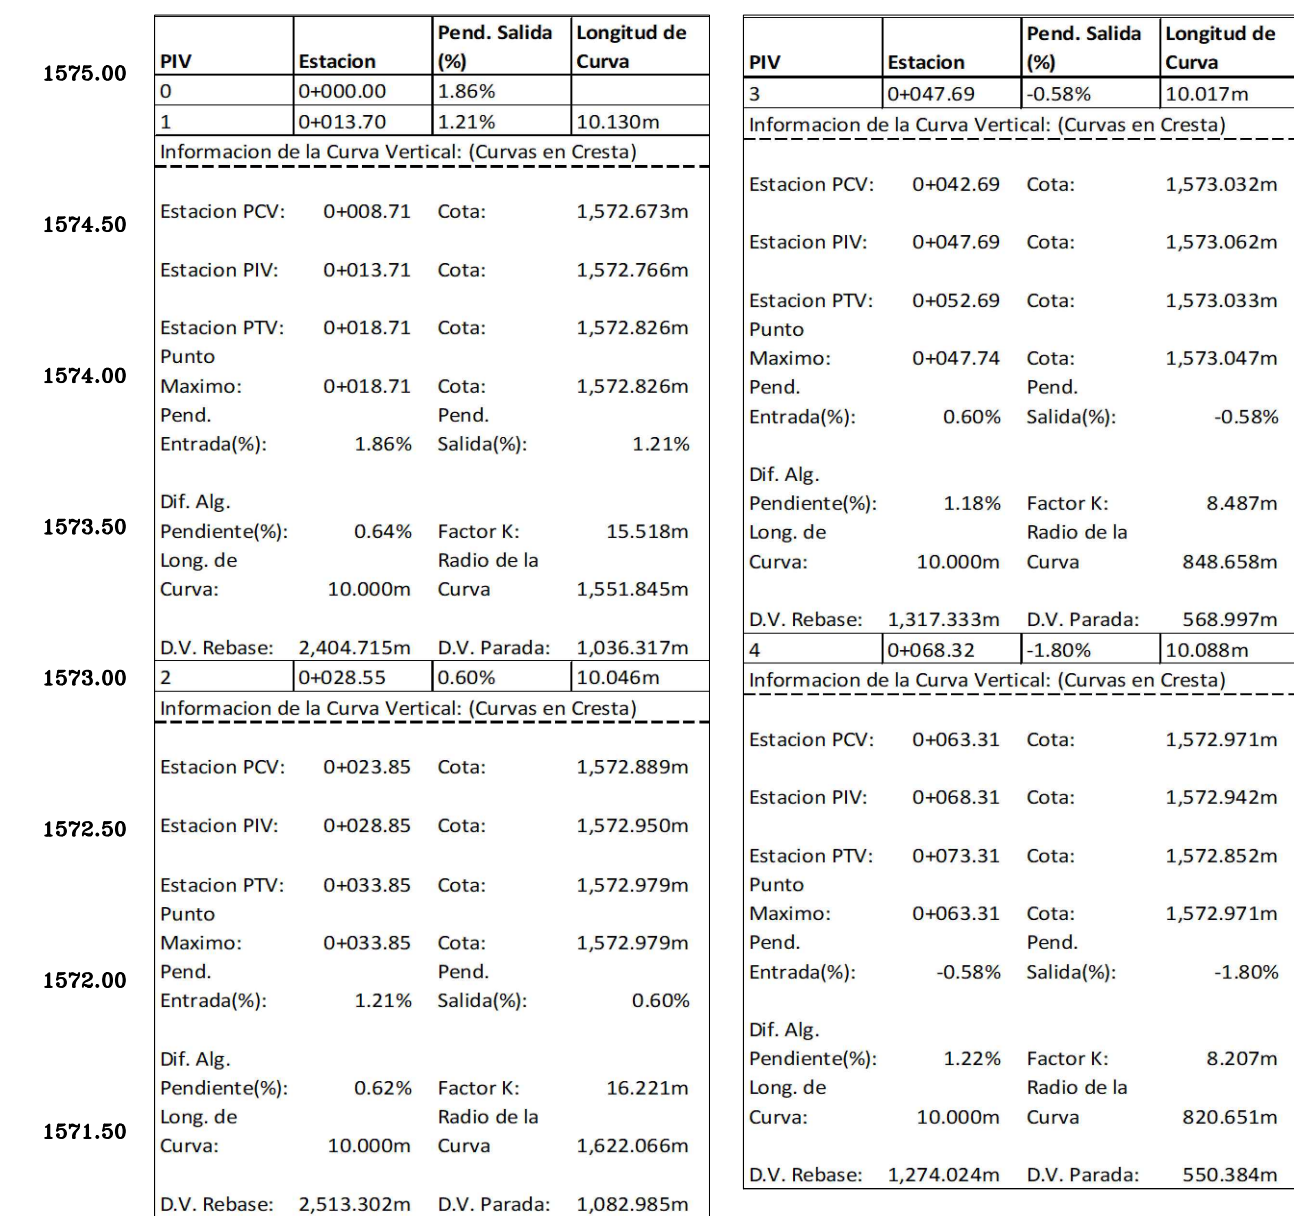 1575.00
1574.50
1574.00
1573.50
1573.00
1572.50
1572.00
1571.50
Pend. Salida Longitud de
PIV Estacion (%) Curva
0 0+000.00 1.86%
1 0+013.70 1.21% 10.130m
Informacion de la Curva Vertical: (Curvas en Cresta)
Estacion PCV: 0+008.71 Cota: 1,572.673m
Estacion PIV: 0+013.71 Cota: 1,572.766m
Estacion PTV: 0+018.71 Cota: 1,572.826m
Punto
Maximo: 0+018.71 Cota: 1,572.826m
Pend. Pend.
Entrada(%): 1.86% Salida(%): 1.21%
Dif. Alg.
Pendiente(%): 0.64% Factor K: 15.518m
Long. de Radio de la
Curva: 10.000m Curva 1,551.845m
D.V. Rebase: 2,404.715m D.V. Parada: 1,036.317m
2 0+028.55 0.60% 10.046m
Informacion de la Curva Vertical: (Curvas en Cresta)
Estacion PCV: 0+023.85 Cota: 1,572.889m
Estacion PIV: 0+028.85 Cota: 1,572.950m
Estacion PTV: 0+033.85 Cota: 1,572.979m
Punto
Maximo: 0+033.85 Cota: 1,572.979m
Pend. Pend.
Entrada(%): 1.21% Salida(%): 0.60%
Dif. Alg.
Pendiente(%): 0.62% Factor K: 16.221m
Long. de Radio de la
Curva: 10.000m Curva 1,622.066m
D.V. Rebase: 2,513.302m D.V. Parada: 1,082.985m
Pend. Salida Longitud de
PIV Estacion (%) Curva
3 0+047.69 -0.58% 10.017m
Informacion de la Curva Vertical: (Curvas en Cresta)
Estacion PCV: 0+042.69 Cota: 1,573.032m
Estacion PIV: 0+047.69 Cota: 1,573.062m
Estacion PTV: 0+052.69 Cota: 1,573.033m
Punto
Maximo: 0+047.74 Cota: 1,573.047m
Pend. Pend.
Entrada(%): 0.60% Salida(%): -0.58%
Dif. Alg.
Pendiente(%): 1.18% Factor K: 8.487m
Long. de Radio de la
Curva: 10.000m Curva 848.658m
D.V. Rebase: 1,317.333m D.V. Parada: 568.997m
4 0+068.32 -1.80% 10.088m
Informacion de la Curva Vertical: (Curvas en Cresta)
Estacion PCV: 0+063.31 Cota: 1,572.971m
Estacion PIV: 0+068.31 Cota: 1,572.942m
Estacion PTV: 0+073.31 Cota: 1,572.852m
Punto
Maximo: 0+063.31 Cota: 1,572.971m
Pend. Pend.
Entrada(%): -0.58% Salida(%): -1.80%
Dif. Alg.
Pendiente(%): 1.22% Factor K: 8.207m
Long. de Radio de la
Curva: 10.000m Curva 820.651m
D.V. Rebase: 1,274.024m D.V. Parada: 550.384m